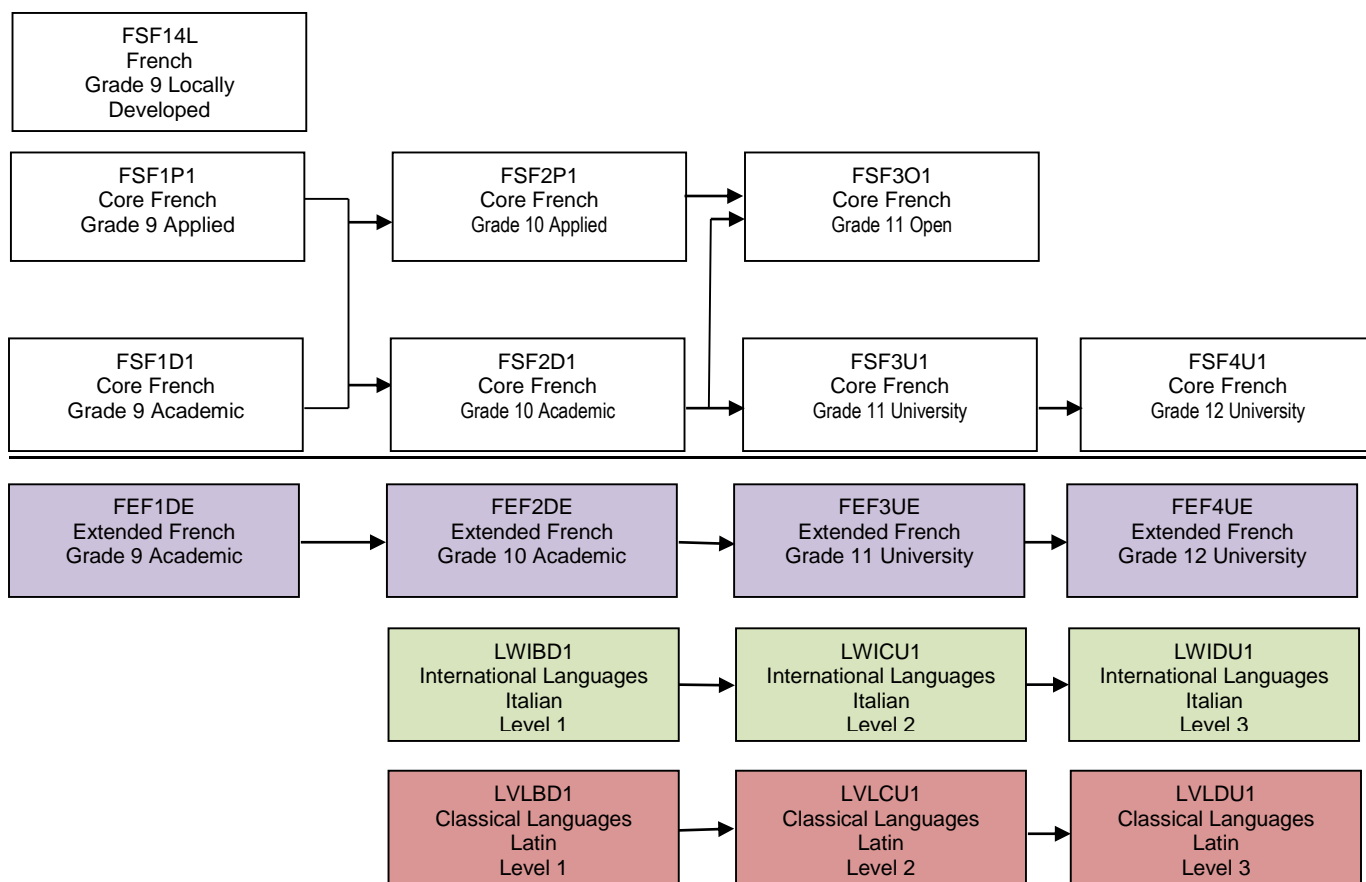 FSF14L
French
Grade 9 Locally
Developed
FSF1P1
Core French
Grade 9 Applied
FSF2P1
Core French
Grade 10 Applied
FSF3O1
Core French
Grade 11 Open
FSF1D1
Core French
Grade 9 Academic
FSF2D1
Core French
Grade 10 Academic
FSF3U1
Core French
Grade 11 University
FSF4U1
Core French
Grade 12 University
FEF1DE
Extended French
Grade 9 Academic
FEF2DE
Extended French
Grade 10 Academic
FEF3UE
Extended French
Grade 11 University
FEF4UE
Extended French
Grade 12 University
LWIBD1
International Languages
Italian
Level 1
LWICU1
International Languages
Italian
Level 2
LWIDU1
International Languages
Italian
Level 3
LVLBD1
Classical Languages
Latin
Level 1
LVLCU1
Classical Languages
Latin
Level 2
LVLDU1
Classical Languages
Latin
Level 3